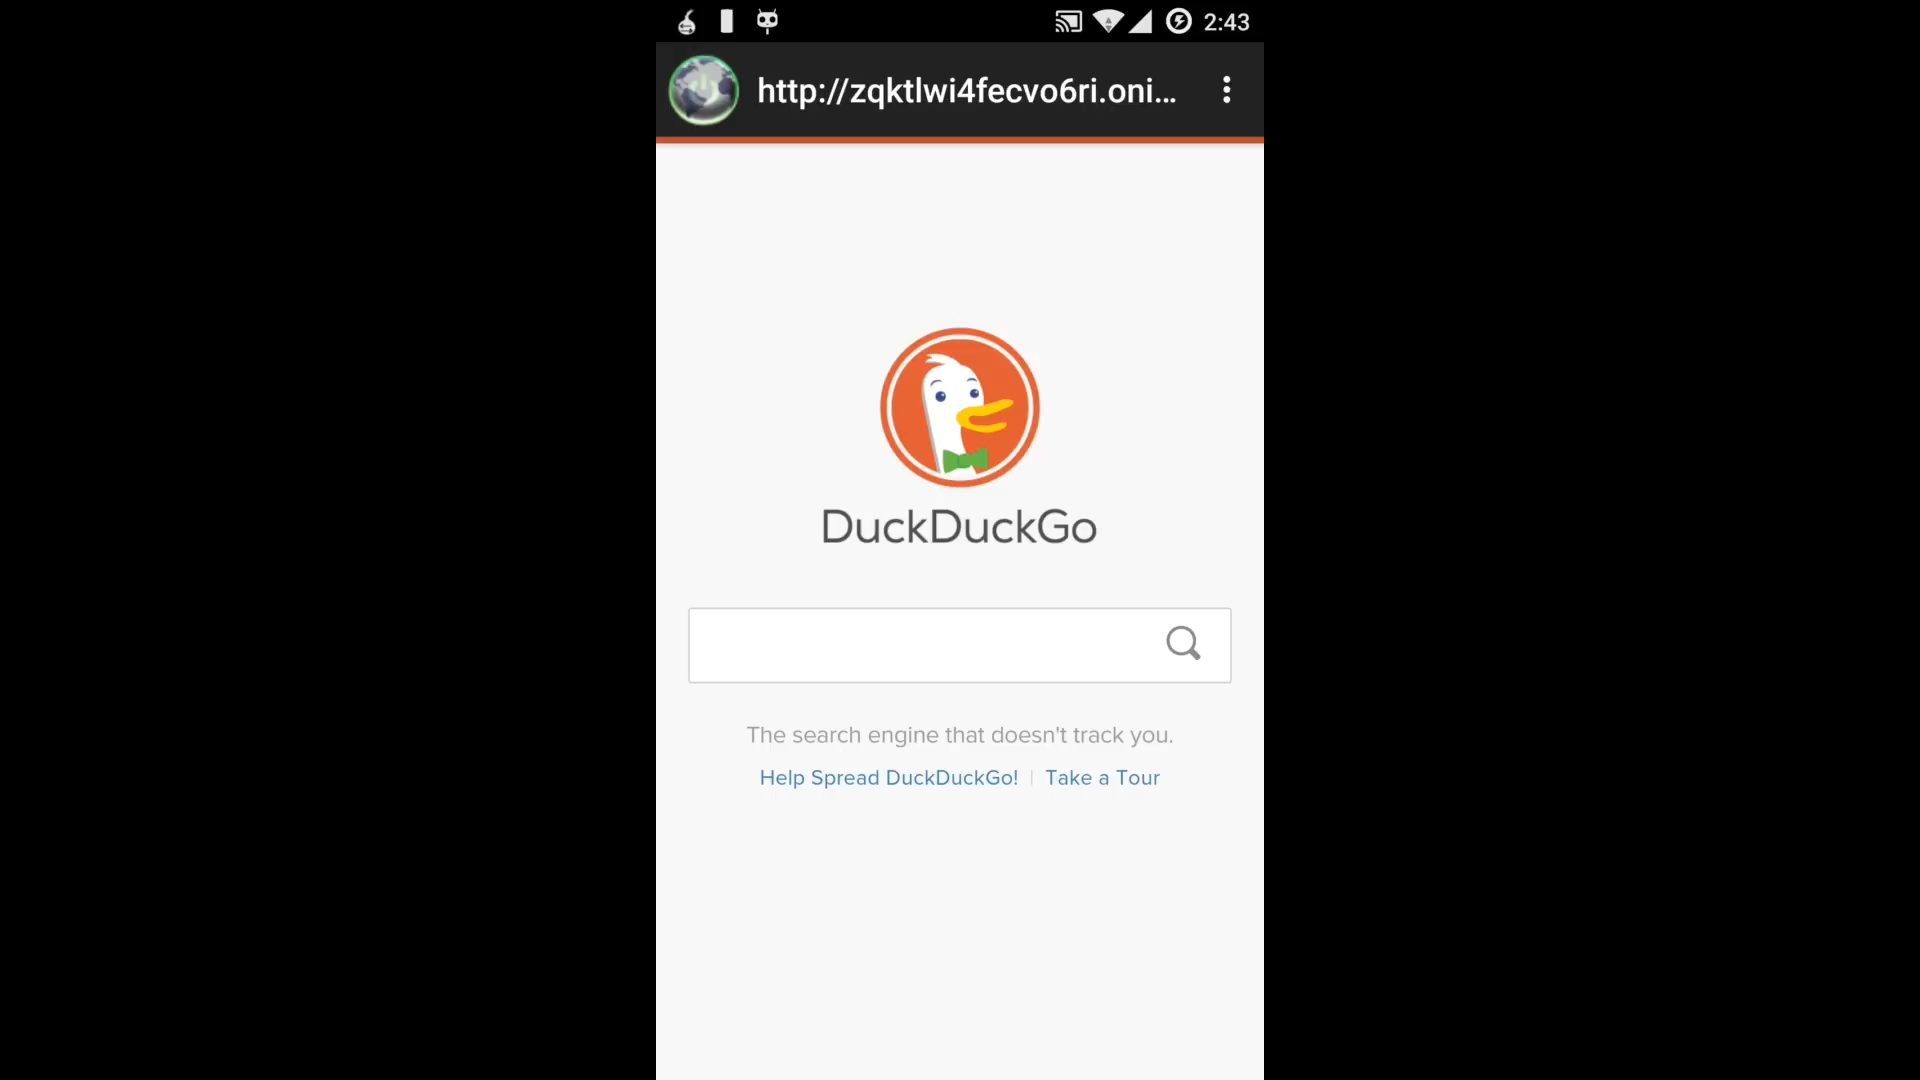 2:43
http://zqktlwi4fecvo6ri.oni...
DuckDuckGo
The search engine that doesn't track you.
Help Spread DuckDuckGo! | Take a Tour